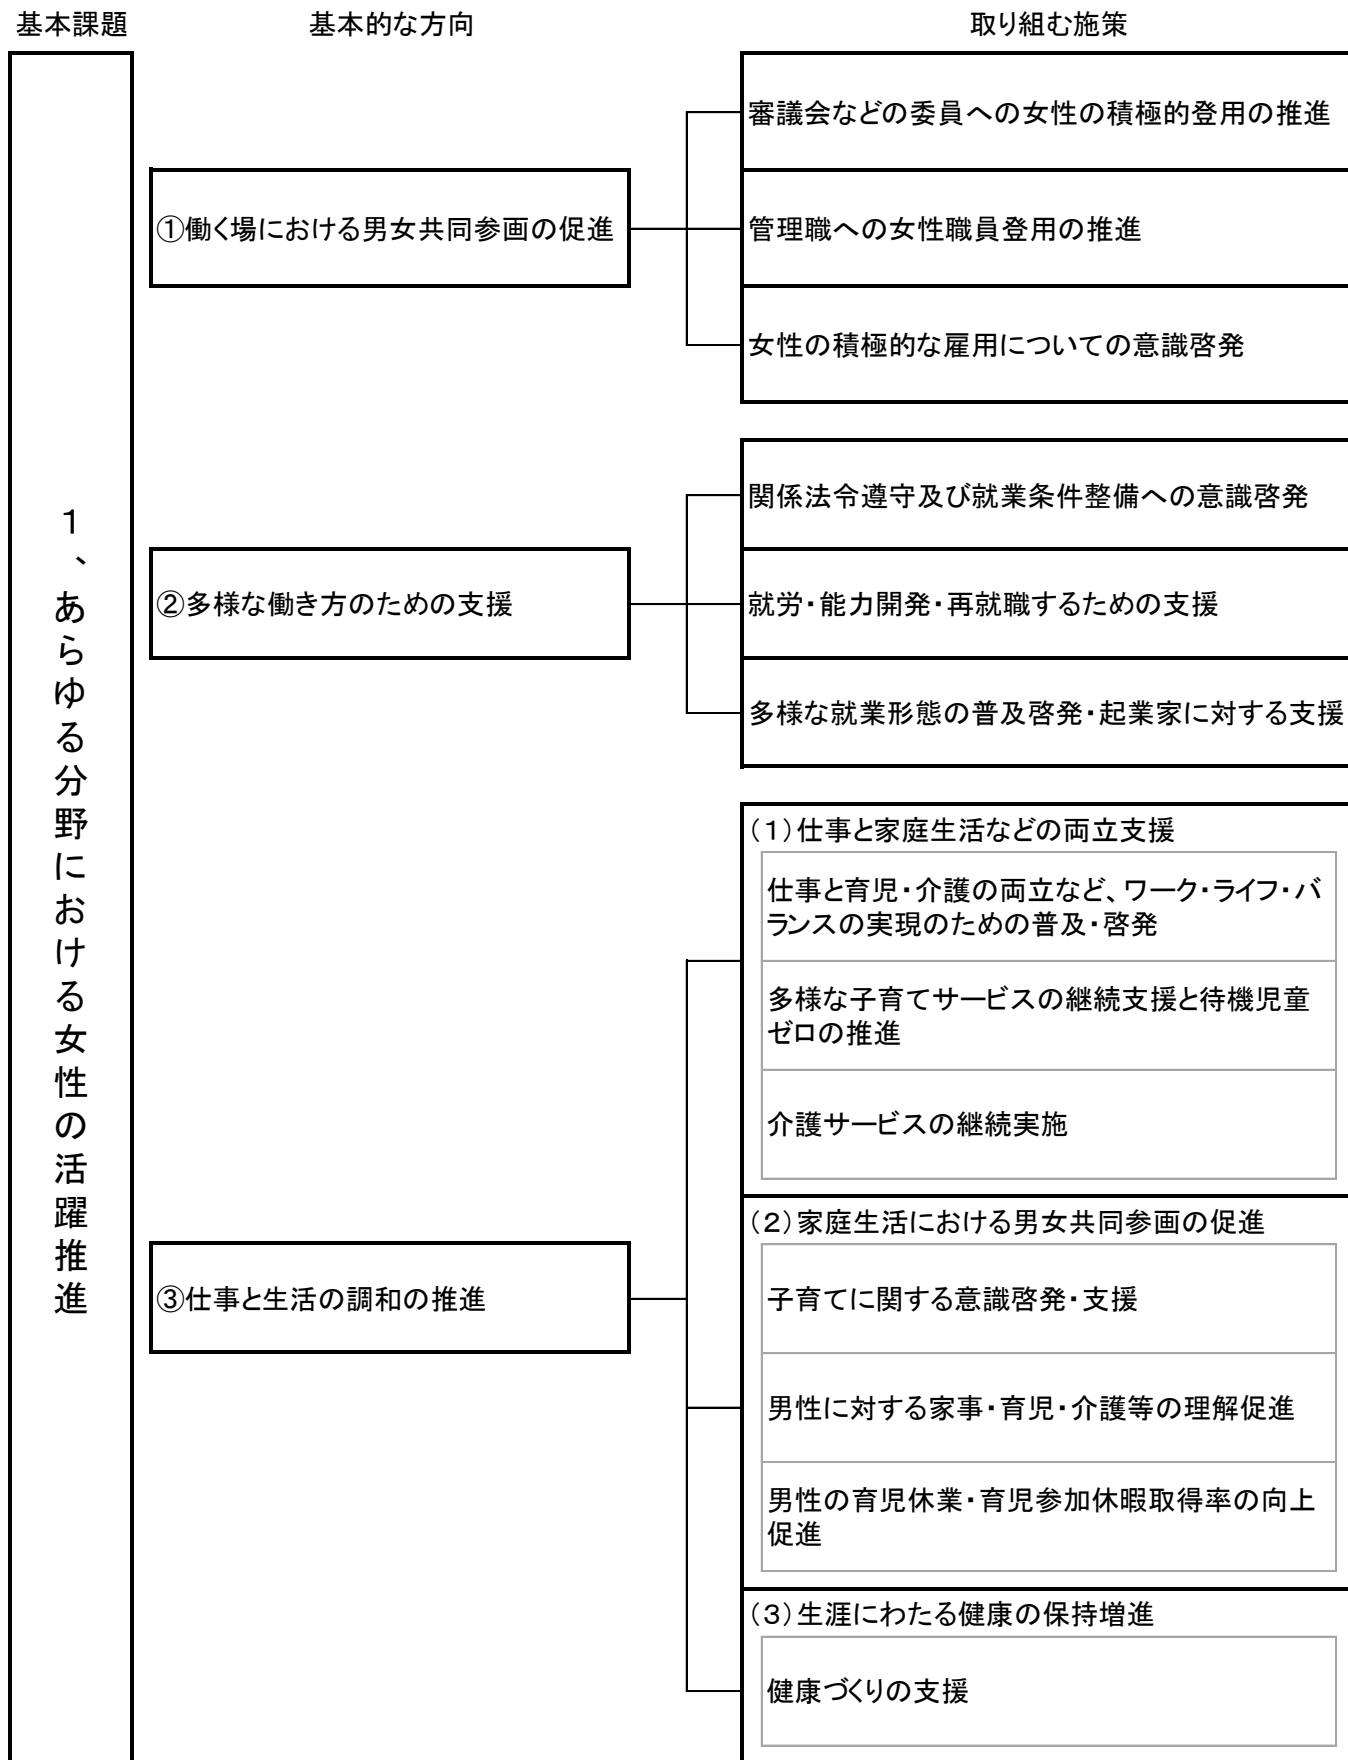 基本課題
基本的な方向
取り組む施策
1、あらゆる分野における女性の活躍推進
①働く場における男女共同参画の促進
審議会などの委員への女性の積極的登用の推進
管理職への女性職員登用の推進
女性の積極的な雇用についての意識啓発
②多様な働き方のための支援
関係法令遵守及び就業条件整備への意識啓発
就労・能力開発・再就職するための支援
多様な就業形態の普及啓発・起業家に対する支援
③仕事と生活の調和の推進
（1）仕事と家庭生活などの両立支援
仕事と育児・介護の両立など、ワーク・ライフ・バ
ランスの実現のための普及・啓発
多様な子育てサービスの継続支援と待機児童
ゼロの推進
介護サービスの継続実施
（2）家庭生活における男女共同参画の促進
子育てに関する意識啓発・支援
男性に対する家事・育児・介護等の理解促進
男性の育児休業・育児参加休暇取得率の向上
促進
（3）生涯にわたる健康の保持増進
健康づくりの支援